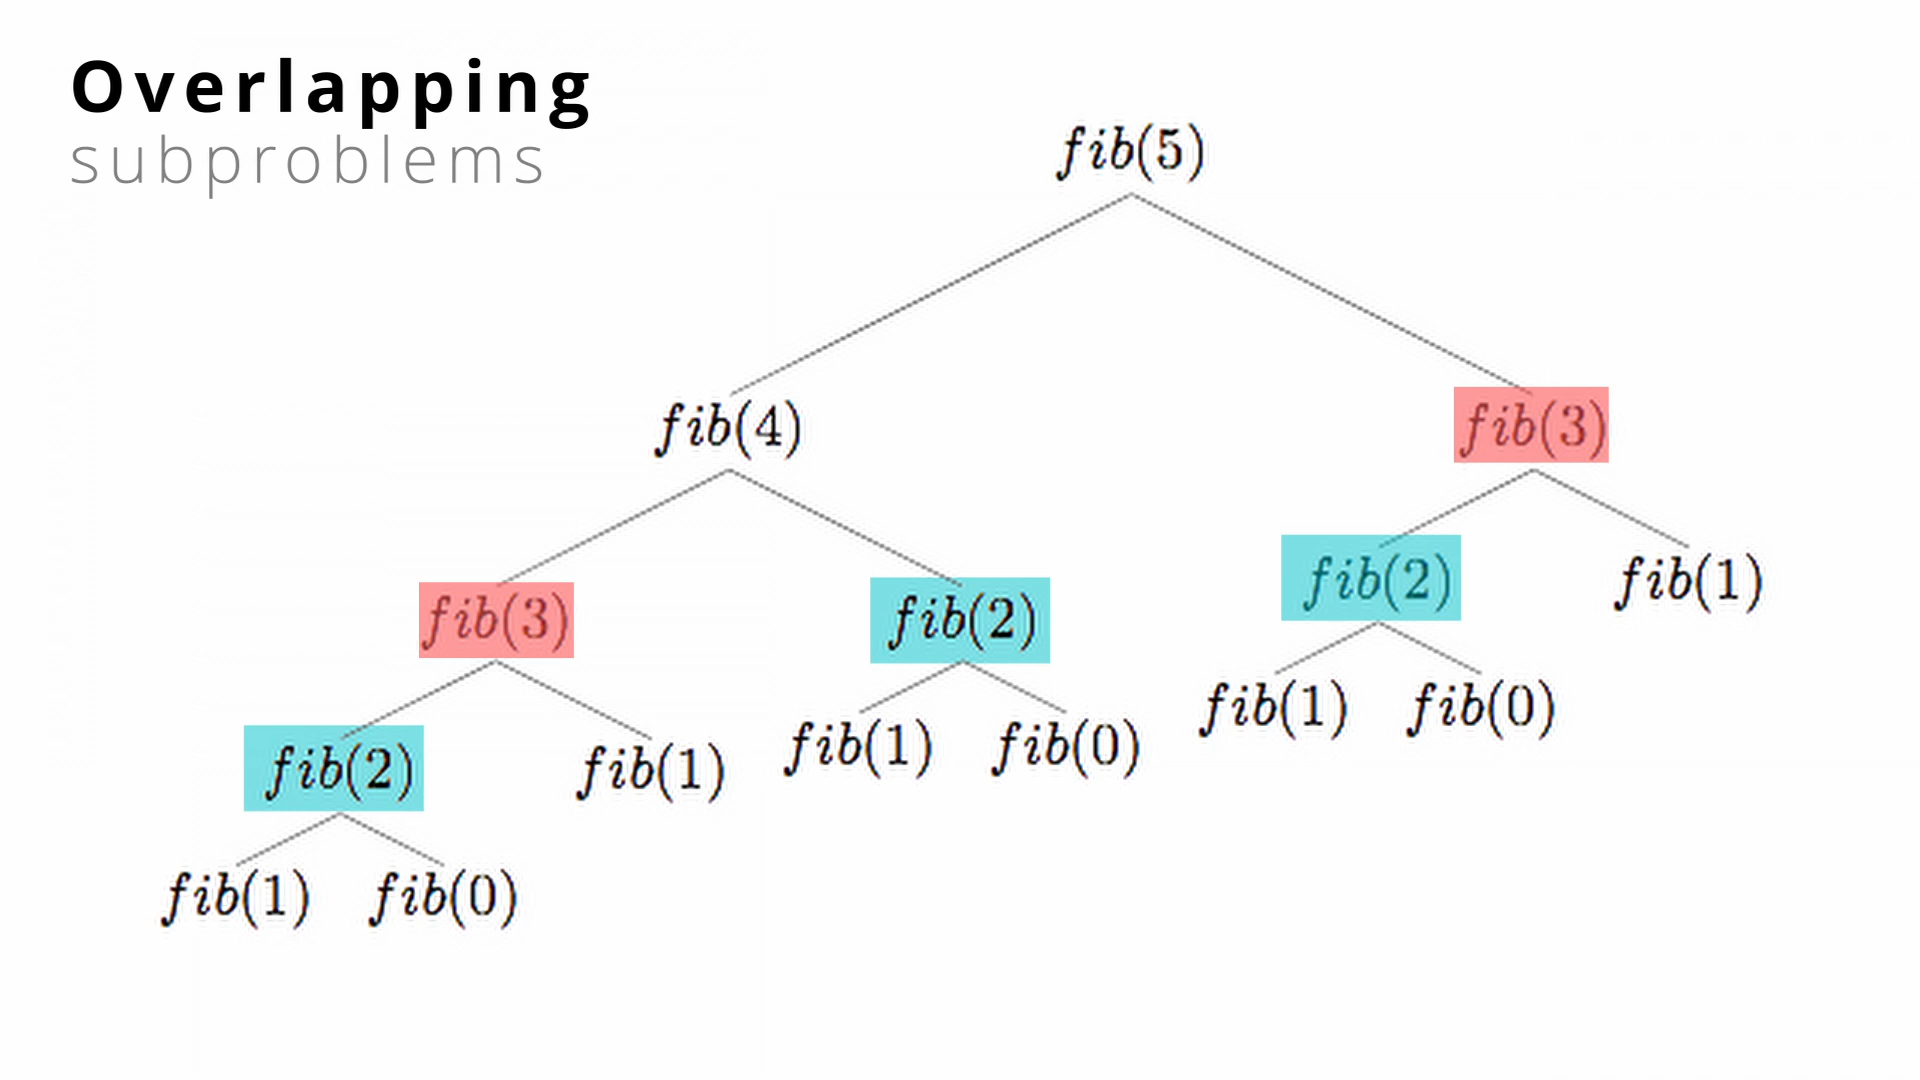 Overlapping
subproblems
fib(5)
fib(4)
fib(3)
fib(3)
fib(2)
fib(2)
fib(1)
fib(2)
fib(1)
fib(1)
fib(0)
fib(1)
fib(0)
fib(1)
fib(0)